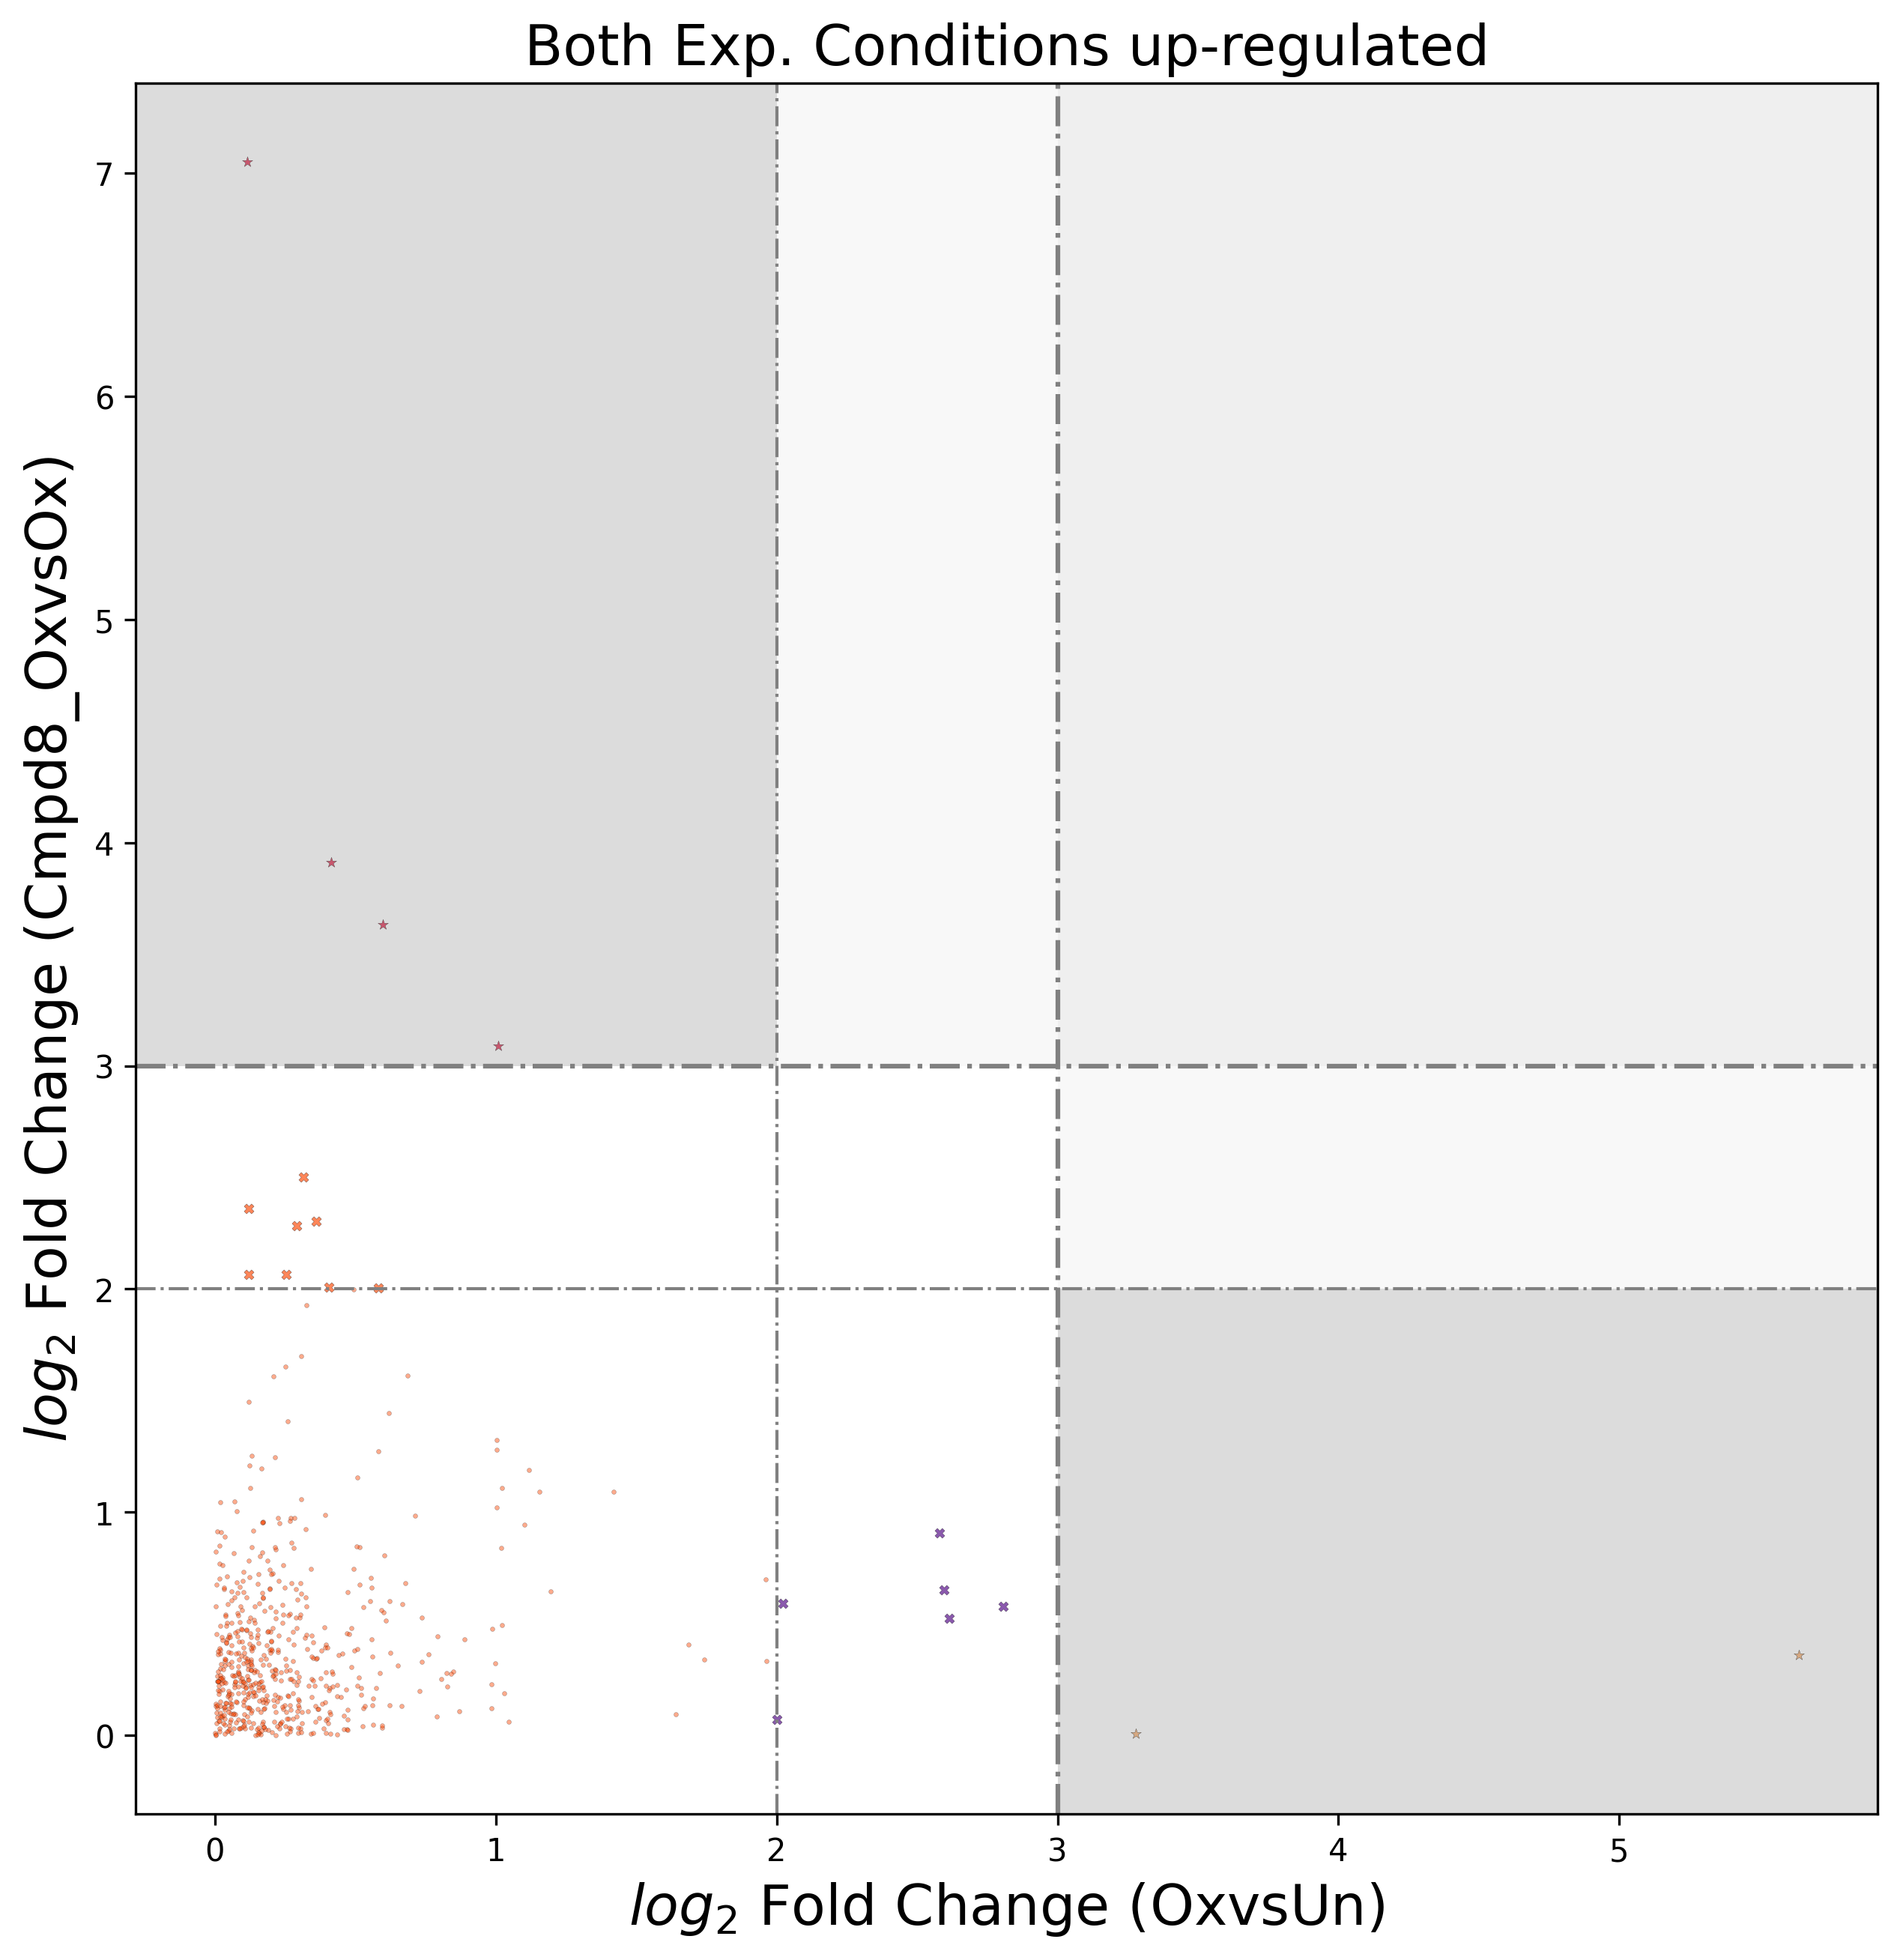 Both Exp. Conditions up-regulated
log₂ Fold Change (Cmpd8_OxvsOx)
7
6
5
4
3
2
1
0
0 1 2 3 4 5
log₂ Fold Change (OxvsUn)